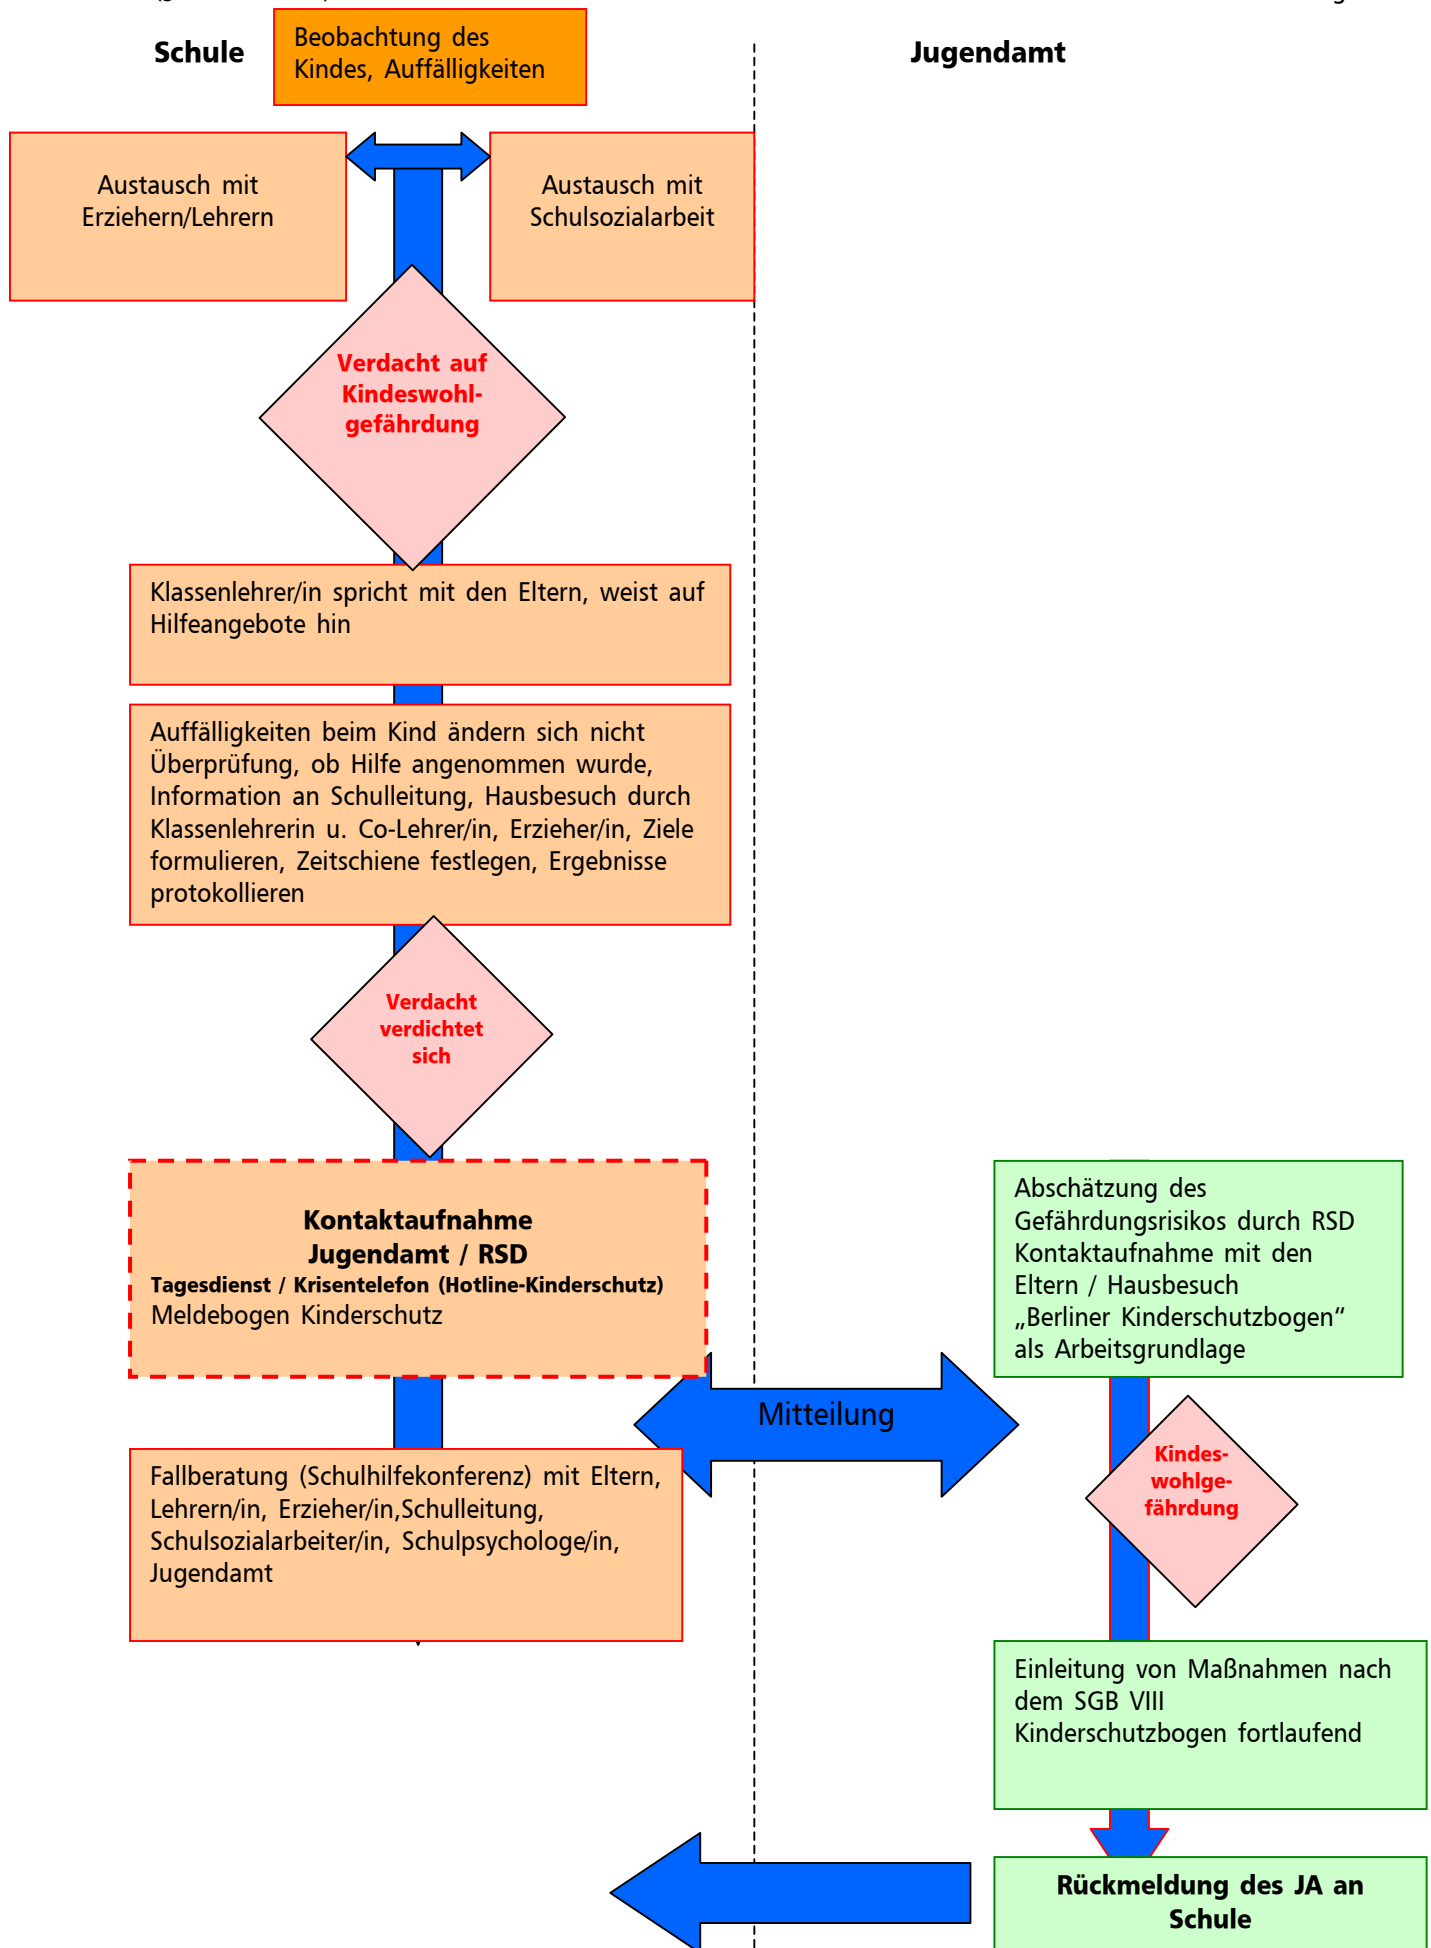 Schule
Beobachtung des
Kindes, Auffälligkeiten
Jugendamt
Austausch mit
Erziehern/Lehrern
Austausch mit
Schulsozialarbeit
Verdacht auf
Kindeswohl-
gefährdung
Klassenlehrer/in spricht mit den Eltern, weist auf
Hilfeangebote hin
Auffälligkeiten beim Kind ändern sich nicht
Überprüfung, ob Hilfe angenommen wurde,
Information an Schulleitung, Hausbesuch durch
Klassenlehrerin u. Co-Lehrer/in, Erzieher/in, Ziele
formulieren, Zeitschiene festlegen, Ergebnisse
protokollieren
Verdacht
verdichtet
sich
Kontaktaufnahme
Jugendamt / RSD
Tagesdienst / Krisentelefon (Hotline-Kinderschutz)
Meldebogen Kinderschutz
Abschätzung des
Gefährdungsrisikos durch RSD
Kontaktaufnahme mit den
Eltern / Hausbesuch
„Berliner Kinderschutzbogen“
als Arbeitsgrundlage
Mitteilung
Kindes-
wohlge-
fährdung
Fallberatung (Schulhilfekonferenz) mit Eltern,
Lehrern/in, Erzieher/in,Schulleitung,
Schulsozialarbeiter/in, Schulpsychologe/in,
Jugendamt
Einleitung von Maßnahmen nach
dem SGB VIII
Kinderschutzbogen fortlaufend
Rückmeldung des JA an
Schule